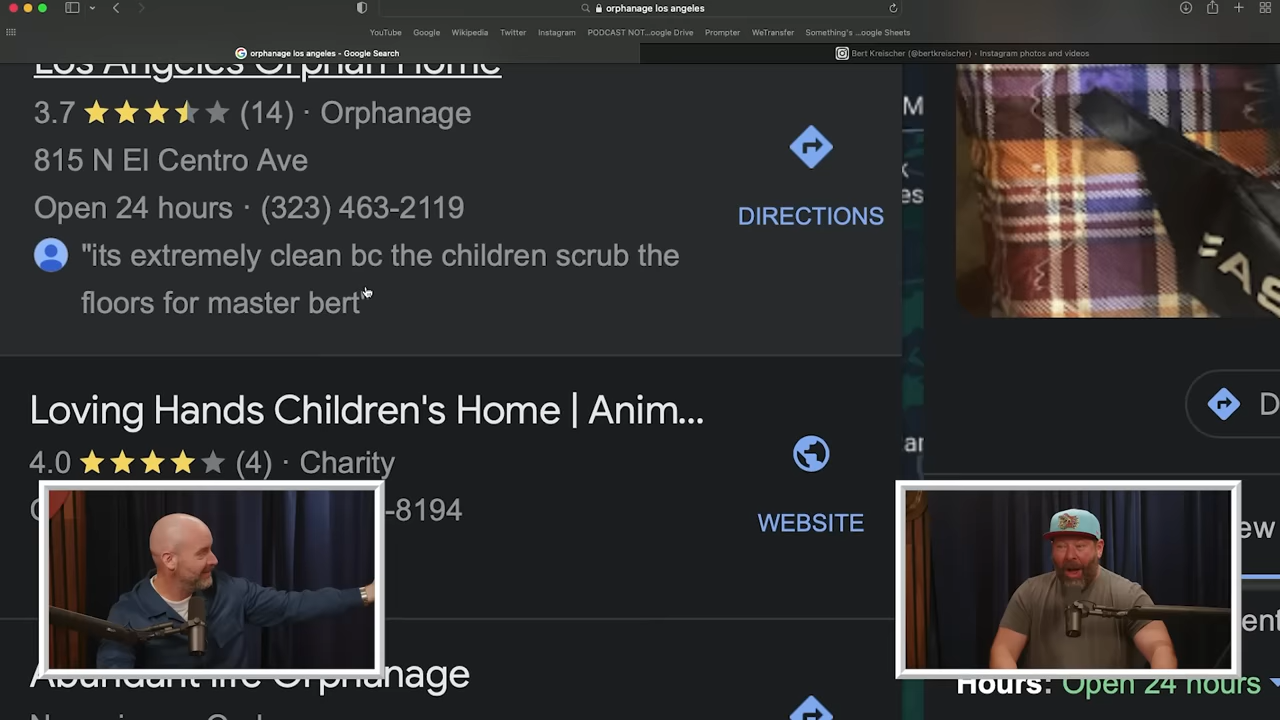 orphanage los angeles
YouTube Google Wikipedia Twitter Instagram PODCAST NOT...oogle Drive Prompter WeTransfer Something's ...oogle Sheets
orphanage los angeles - Google Search
Bert Kreischer (@bertkreischer) • Instagram photos and videos
Los Angeles Orphan Home
3.7 (14) · Orphanage
815 N El Centro Ave
Open 24 hours · (323) 463-2119
DIRECTIONS
"its extremely clean bc the children scrub the
floors for master bert"
Loving Hands Children's Home | Anim...
4.0 (4) · Charity
-8194
WEBSITE
Abundant life Orphanage
Hours: Open 24 hours